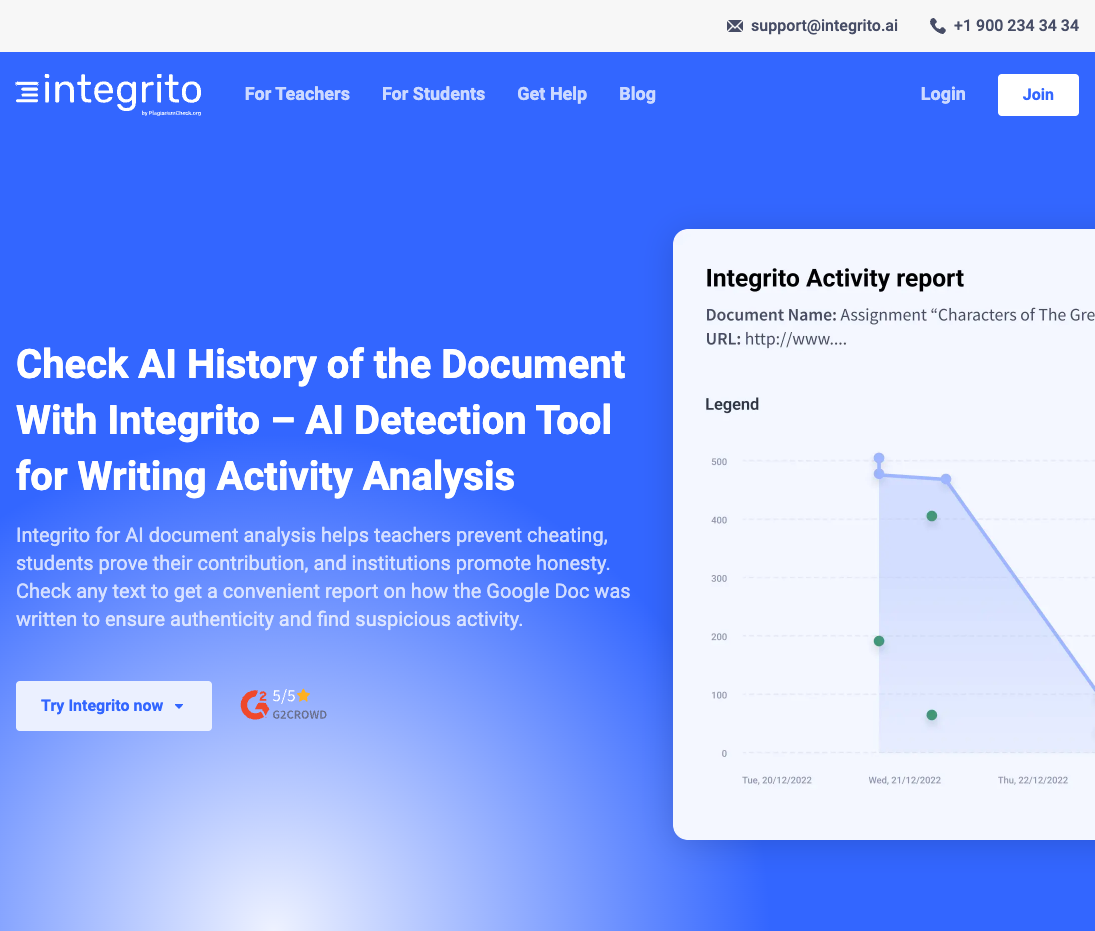 support@integrito.ai +1 900 234 34 34
integrito
by PlagiarismCheck.org
For Teachers For Students Get Help Blog Login Join
Check AI History of the Document
With Integrito – AI Detection Tool
for Writing Activity Analysis
Integrito for AI document analysis helps teachers prevent cheating,
students prove their contribution, and institutions promote honesty.
Check any text to get a convenient report on how the Google Doc was
written to ensure authenticity and find suspicious activity.
Try Integrito now
G2 5/5
G2CROWD
Integrito Activity report
Document Name: Assignment “Characters of The Gre
URL: http://www....
Legend
500
400
300
200
100
0
Tue, 20/12/2022 Wed, 21/12/2022 Thu, 22/12/2022